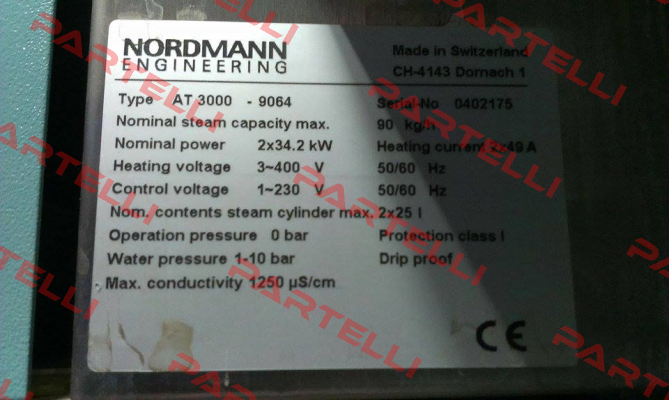 NORDMANN
ENGINEERING
Made in Switzerland
CH-4143 Dornach 1
Type AT 3000 - 9064 Serial-No 0402175
Nominal steam capacity max. 90 kg/h
Nominal power 2x34.2 kW Heating current 2x49 A
Heating voltage 3~400 V 50/60 Hz
Control voltage 1~230 V 50/60 Hz
Nom. contents steam cylinder max. 2x25 l
Operation pressure 0 bar Protection class I
Water pressure 1-10 bar Drip proof
Max. conductivity 1250 µS/cm
CE
PARTELLI
PARTELLI
PARTELLI
PARTELLI
PARTELLI
PARTELLI